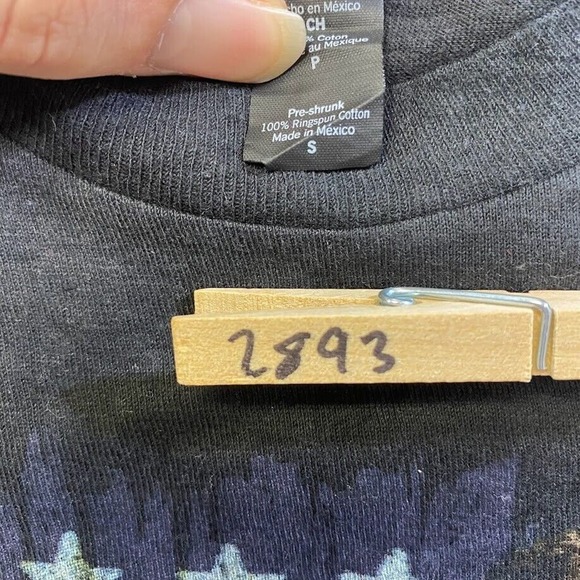 cho en México
CH
% Coton
au Mexique
P
Pre-shrunk
100% Ringspun Cotton
Made in México
S
2893